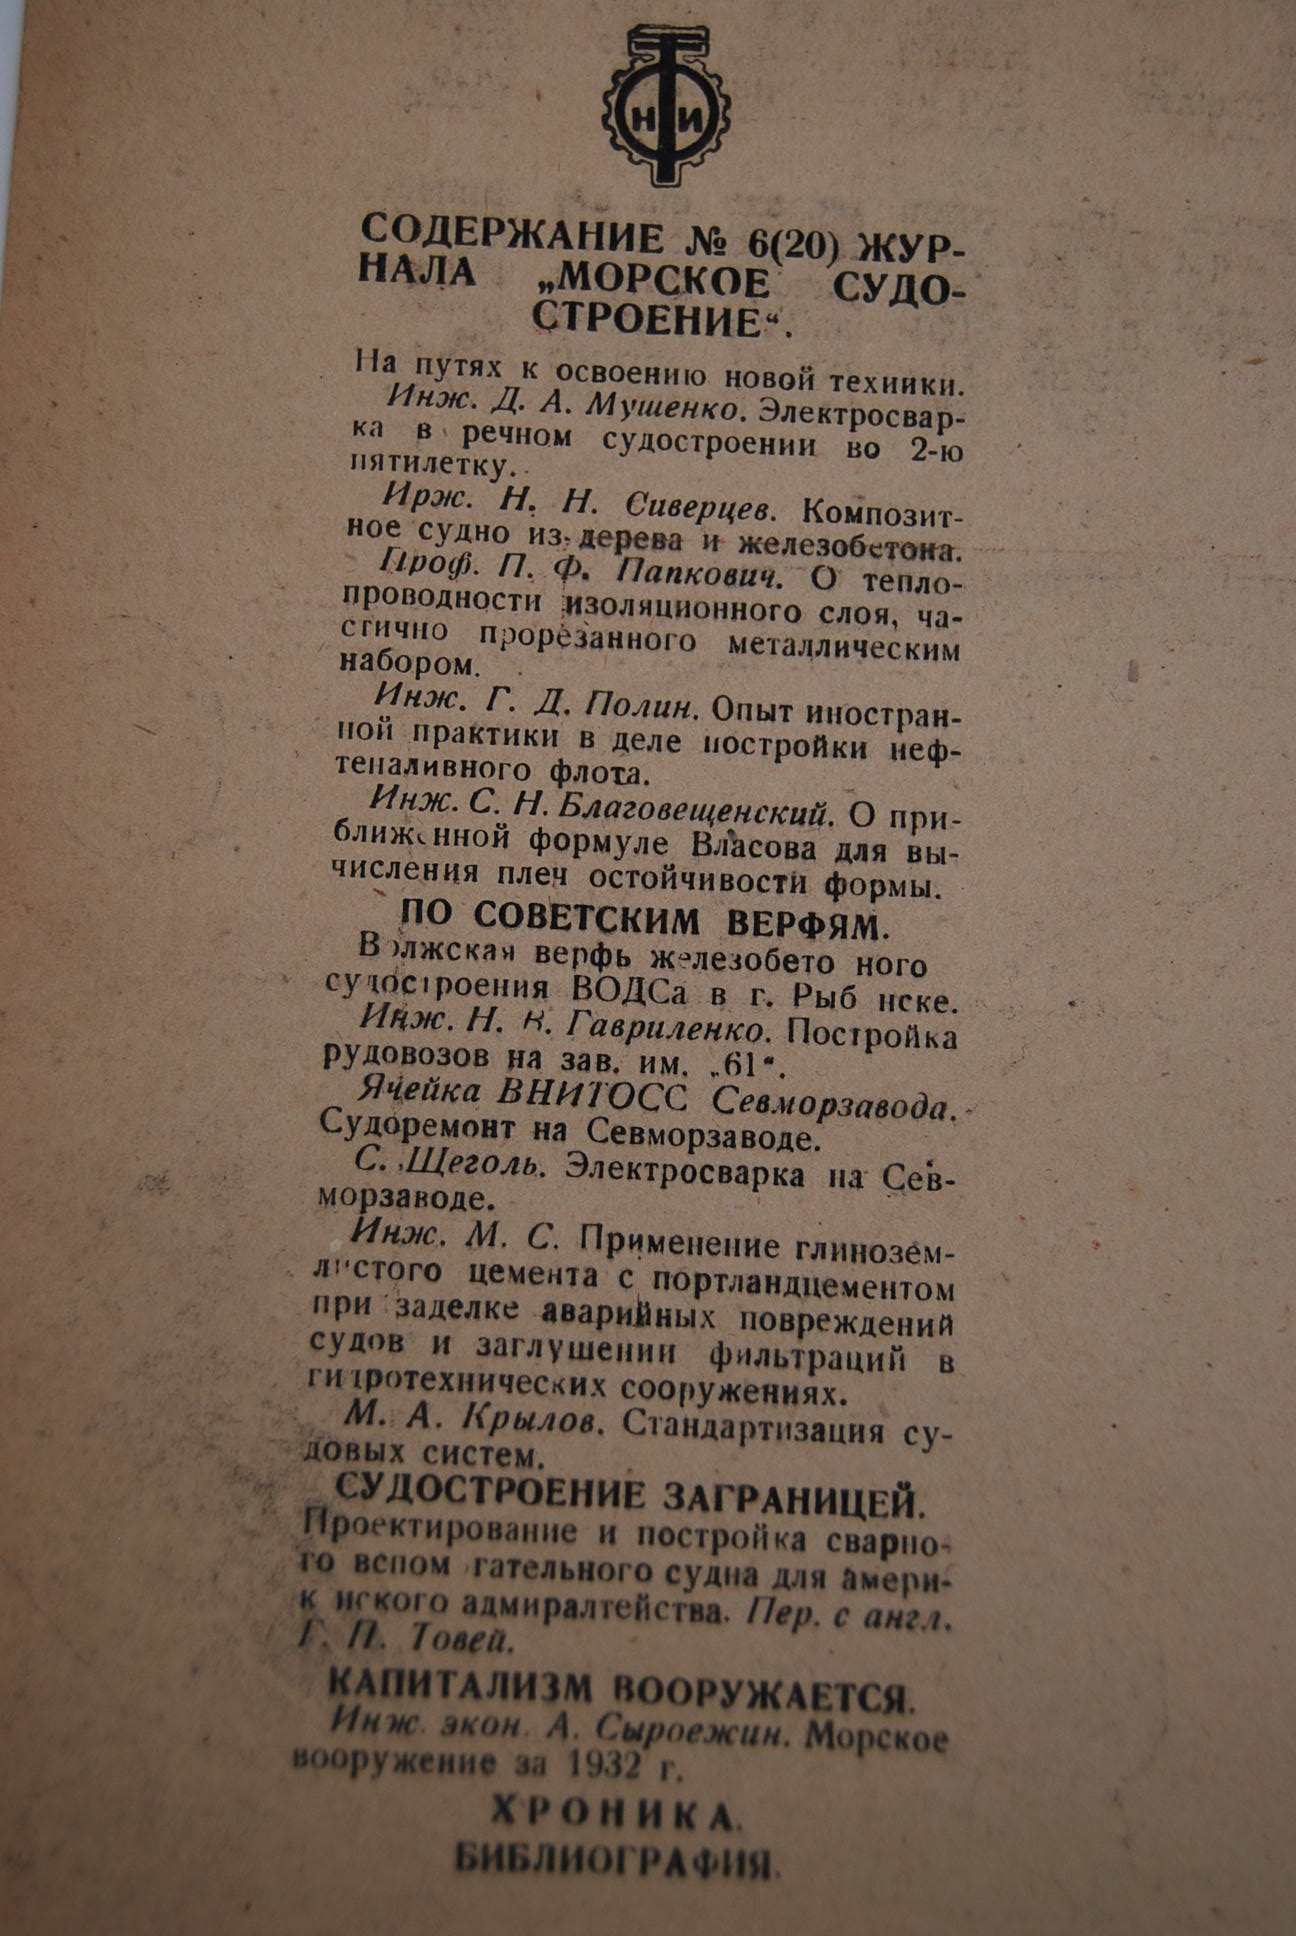 Н И
СОДЕРЖАНИЕ № 6(20) ЖУР-
НАЛА „МОРСКОЕ СУДО-
СТРОЕНИЕ“.
На путях к освоению новой техники.
Инж. Д. А. Мушенко. Электросвар-
ка в речном судостроении во 2-ю
пятилетку.
Ирж. Н. Н. Сиверцев. Композит-
ное судно из дерева и железобетона.
Проф. П. Ф. Папкович. О тепло-
проводности изоляционного слоя, ча-
стично прорезанного металлическим
набором.
Инж. Г. Д. Полин. Опыт иностран-
ной практики в деле постройки неф-
теналивного флота.
Инж. С. Н. Благовещенский. О при-
ближенной формуле Власова для вы-
числения плеч остойчивости формы.
ПО СОВЕТСКИМ ВЕРФЯМ.
Волжская верфь железобето ного
судостроения ВОДСа в г. Рыб нске.
Инж. Н. В. Гавриленко. Постройка
рудовозов на зав. им. „61“.
Ячейка ВНИТОСС Севморзавода.
Судоремонт на Севморзаводе.
С. Щеголь. Электросварка на Сев-
морзаводе.
Инж. М. С. Применение глинозем-
листого цемента с портландцементом
при заделке аварийных повреждений
судов и заглушении фильтраций в
гидротехнических сооружениях.
М. А. Крылов. Стандартизация су-
довых систем.
СУДОСТРОЕНИЕ ЗАГРАНИЦЕЙ.
Проектирование и постройка сварно-
го вспом гательного судна для амери-
к нского адмиралтейства. Пер. с англ.
Г. П. Товей.
КАПИТАЛИЗМ ВООРУЖАЕТСЯ.
Инж. экон. А. Сыроежин. Морское
вооружение за 1932 г.
ХРОНИКА.
БИБЛИОГРАФИЯ.